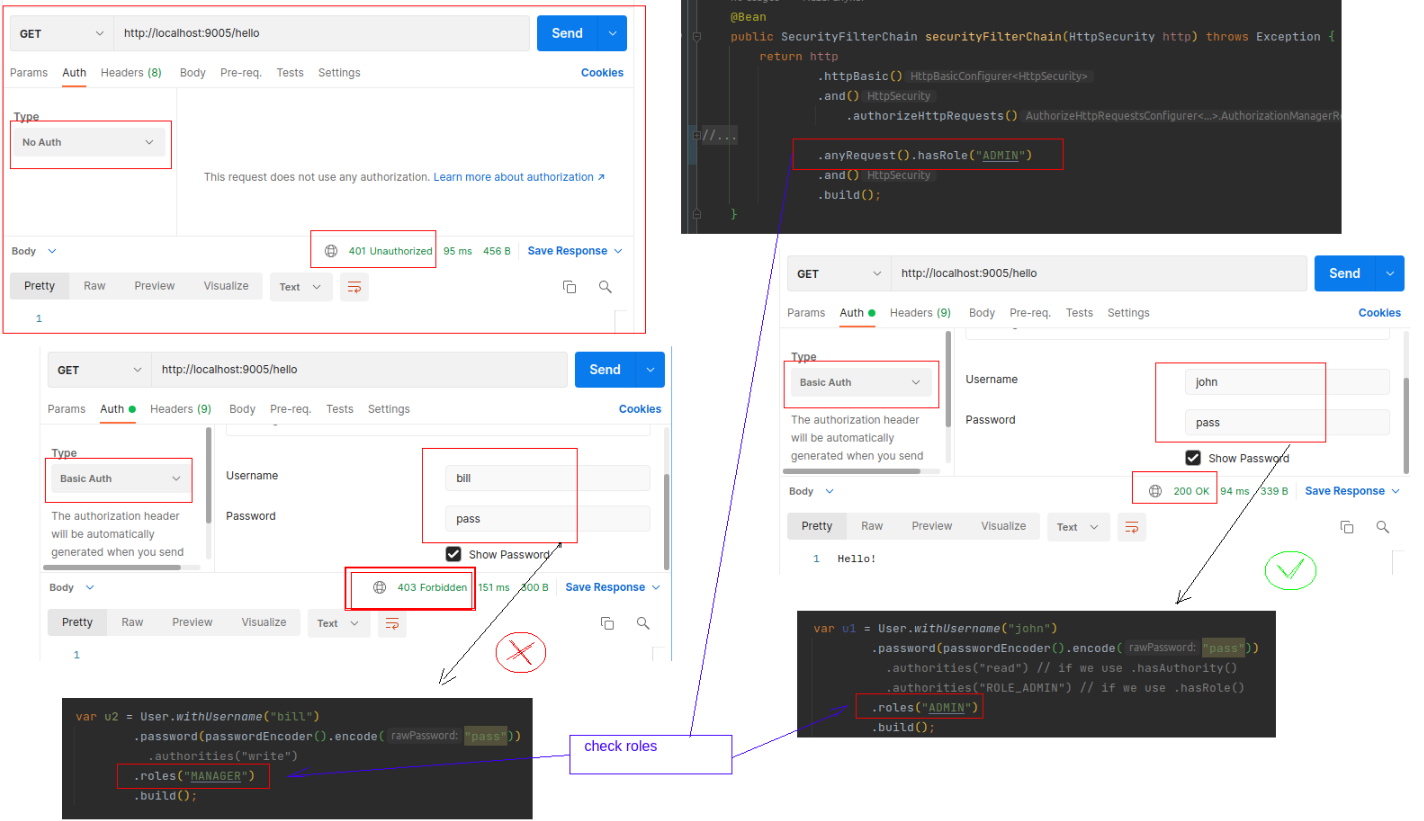 GET http://localhost:9005/hello Send
Params Auth Headers (8) Body Pre-req. Tests Settings Cookies
Type
No Auth
This request does not use any authorization. Learn more about authorization ↗
Body 401 Unauthorized 95 ms 456 B Save Response
Pretty Raw Preview Visualize Text
1
@Bean
public SecurityFilterChain securityFilterChain(HttpSecurity http) throws Exception {
return http
.httpBasic() HttpBasicConfigurer<HttpSecurity>
.and() HttpSecurity
.authorizeHttpRequests() AuthorizeHttpRequestsConfigurer<...>.AuthorizationManagerRe
//...
.anyRequest().hasRole("ADMIN")
.and() HttpSecurity
.build();
}
GET http://localhost:9005/hello Send
Params Auth Headers (9) Body Pre-req. Tests Settings Cookies
Type
Basic Auth
The authorization header
will be automatically
generated when you send
Username bill
Password pass
Show Password
Body 403 Forbidden 151 ms 300 B Save Response
Pretty Raw Preview Visualize Text
1
GET http://localhost:9005/hello Send
Params Auth Headers (9) Body Pre-req. Tests Settings Cookies
Type
Basic Auth
The authorization header
will be automatically
generated when you send
Username john
Password pass
Show Password
Body 200 OK 94 ms 339 B Save Response
Pretty Raw Preview Visualize Text
1 Hello!
var u2 = User.withUsername("bill")
.password(passwordEncoder().encode( rawPassword: "pass"))
.authorities("write")
.roles("MANAGER")
.build();
check roles
var u1 = User.withUsername("john")
.password(passwordEncoder().encode( rawPassword: "pass"))
.authorities("read") // if we use .hasAuthority()
.authorities("ROLE_ADMIN") // if we use .hasRole()
.roles("ADMIN")
.build();